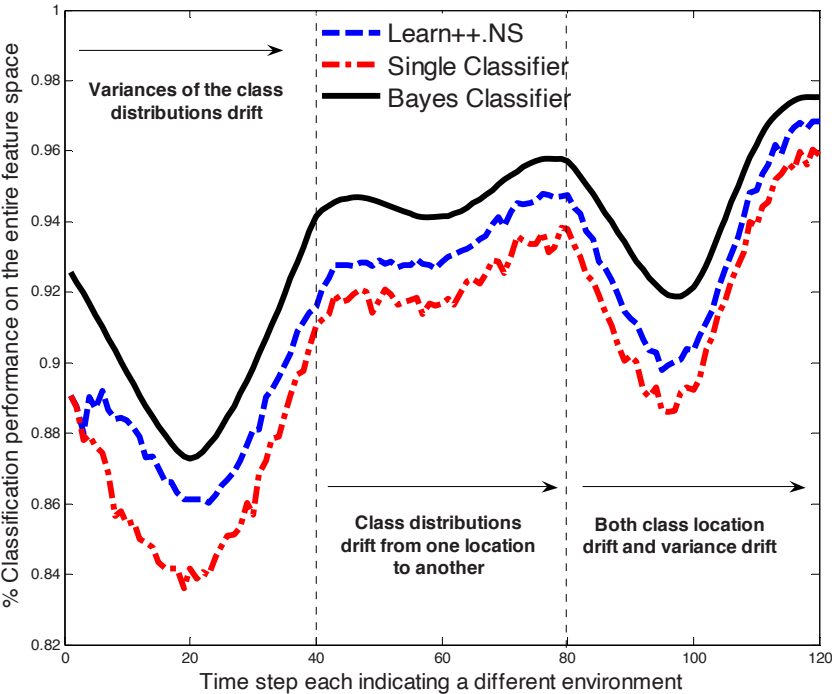 % Classification performance on the entire feature space
1
0.98
0.96
0.94
0.92
0.9
0.88
0.86
0.84
0.82
Learn++.NS
Single Classifier
Bayes Classifier
Variances of the class
distributions drift
Class distributions
drift from one location
to another
Both class location
drift and variance drift
0
20
40
60
80
100
120
Time step each indicating a different environment